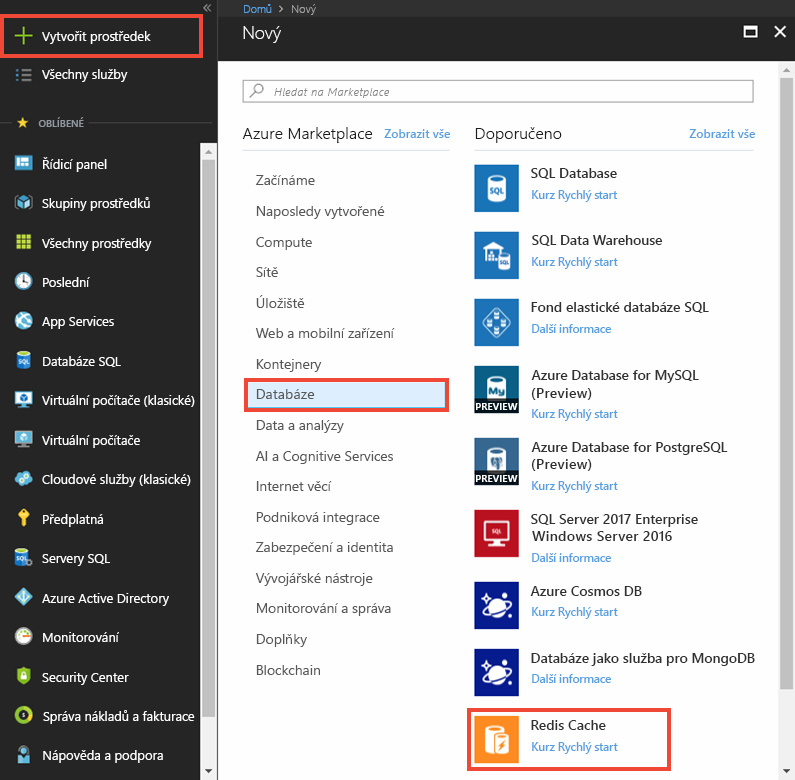 Vytvořit prostředek
Všechny služby
OBLÍBENÉ
Řídicí panel
Skupiny prostředků
Všechny prostředky
Poslední
App Services
Databáze SQL
Virtuální počítače (klasické)
Virtuální počítače
Cloudové služby (klasické)
Předplatná
Servery SQL
Azure Active Directory
Monitorování
Security Center
Správa nákladů a fakturace
Nápověda a podpora
Domů > Nový
Nový
Hledat na Marketplace
Azure Marketplace Zobrazit vše
Začínáme
Naposledy vytvořené
Compute
Sítě
Úložiště
Web a mobilní zařízení
Kontejnery
Databáze
Data a analýzy
AI a Cognitive Services
Internet věcí
Podniková integrace
Zabezpečení a identita
Vývojářské nástroje
Monitorování a správa
Doplňky
Blockchain
Doporučeno Zobrazit vše
SQL
SQL Database
Kurz Rychlý start
SQL
SQL Data Warehouse
Kurz Rychlý start
Fond elastické databáze SQL
Další informace
My
PREVIEW
Azure Database for MySQL
(Preview)
Kurz Rychlý start
PREVIEW
Azure Database for PostgreSQL
(Preview)
Kurz Rychlý start
SQL
SQL Server 2017 Enterprise
Windows Server 2016
Další informace
Azure Cosmos DB
Kurz Rychlý start
Databáze jako služba pro MongoDB
Další informace
Redis Cache
Kurz Rychlý start